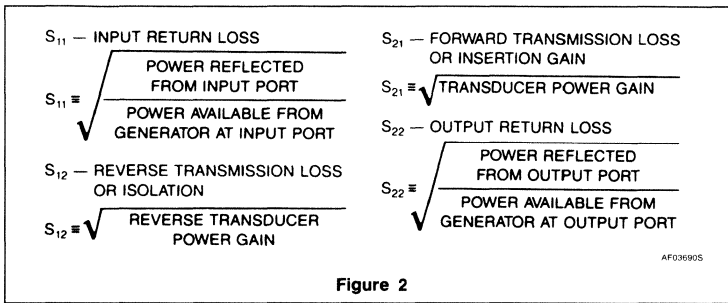 S₁₁ — INPUT RETURN LOSS
S₁₁ ≡ √
POWER REFLECTED
FROM INPUT PORT
POWER AVAILABLE FROM
GENERATOR AT INPUT PORT
S₁₂ — REVERSE TRANSMISSION LOSS
OR ISOLATION
S₁₂ ≡ √ REVERSE TRANSDUCER
POWER GAIN
S₂₁ — FORWARD TRANSMISSION LOSS
OR INSERTION GAIN
S₂₁ ≡ √ TRANSDUCER POWER GAIN
S₂₂ — OUTPUT RETURN LOSS
S₂₂ ≡ √
POWER REFLECTED
FROM OUTPUT PORT
POWER AVAILABLE FROM
GENERATOR AT OUTPUT PORT
AF03690S
Figure 2